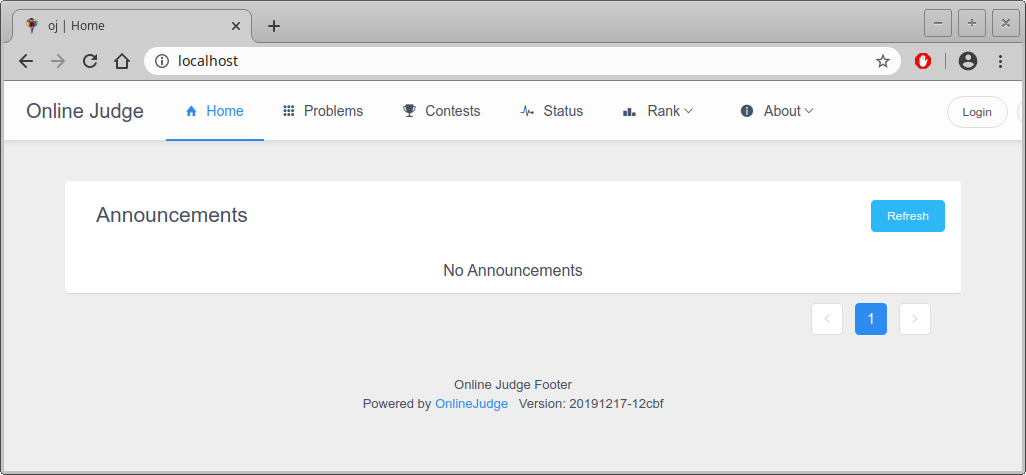 oj | Home
localhost
Online Judge Home Problems Contests Status Rank About Login
Announcements Refresh
No Announcements
1
Online Judge Footer
Powered by OnlineJudge Version: 20191217-12cbf